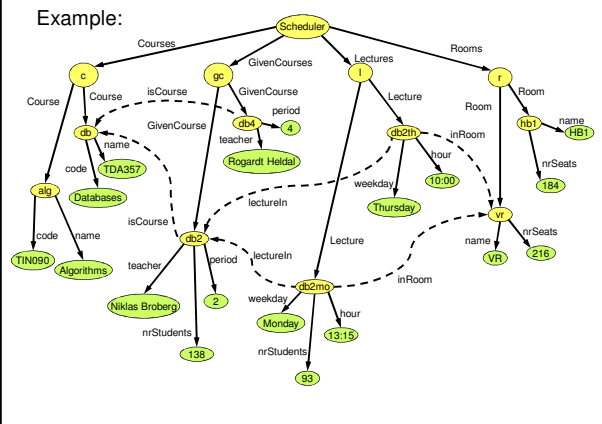 Example:
Scheduler
Courses
GivenCourses
Lectures
Rooms
c
gc
l
r
Course
Course
isCourse
GivenCourse
GivenCourse
Lecture
Room
Room
period
name
db
db4
4
db2th
inRoom
hb1
HB1
name
teacher
hour
nrSeats
code
TDA357
Rogardt Heldal
weekday
10:00
184
alg
Databases
lectureIn
Thursday
vr
code
name
isCourse
db2
Lecture
name
nrSeats
TIN090
Algorithms
teacher
period
lectureIn
VR
216
inRoom
db2mo
Niklas Broberg
2
weekday
hour
Monday
13:15
nrStudents
nrStudents
138
93